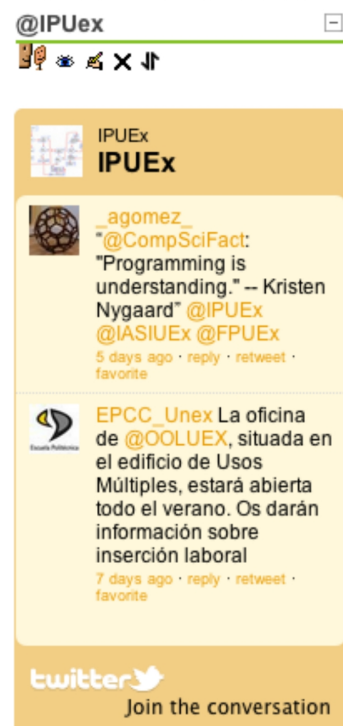 @IPUex
IPUEx
IPUEx
_agomez_
"@CompSciFact:
"Programming is
understanding." -- Kristen
Nygaard” @IPUEx
@IASIUEx @FPUEx
5 days ago · reply · retweet ·
favorite
EPCC_Unex La oficina
de @OOLUEX, situada en
el edificio de Usos
Múltiples, estará abierta
todo el verano. Os darán
información sobre
inserción laboral
Escuela Politécnica
7 days ago · reply · retweet ·
favorite
twitter
Join the conversation